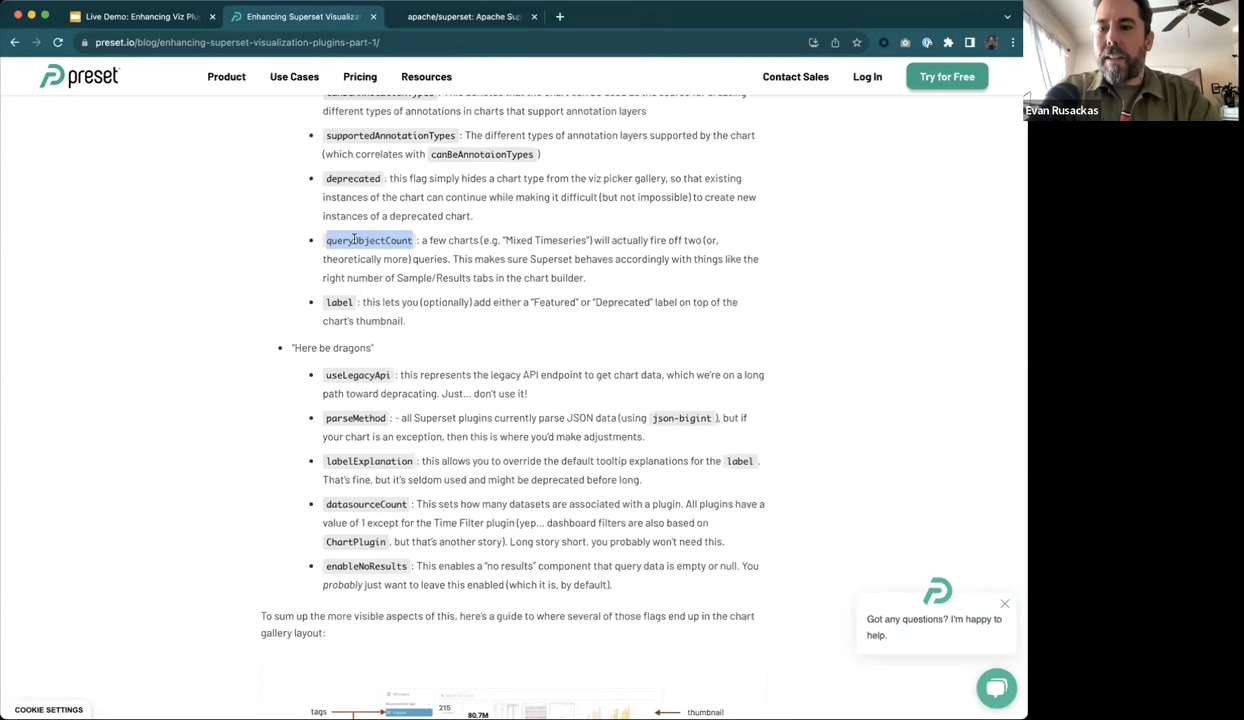 Live Demo: Enhancing Viz Plu
Enhancing Superset Visualizat
apache/superset: Apache Sup
preset.io/blog/enhancing-superset-visualization-plugins-part-1/
preset
Product
Use Cases
Pricing
Resources
Contact Sales
Log In
Try for Free
Evan Rusackas
different types of annotations in charts that support annotation layers
supportedAnnotationTypes : The different types of annotation layers supported by the chart
(which correlates with canBeAnnotaionTypes )
deprecated : this flag simply hides a chart type from the viz picker gallery, so that existing
instances of the chart can continue while making it difficult (but not impossible) to create new
instances of a deprecated chart.
queryObjectCount : a few charts (e.g. “Mixed Timeseries”) will actually fire off two (or,
theoretically more) queries. This makes sure Superset behaves accordingly with things like the
right number of Sample/Results tabs in the chart builder.
label : this lets you (optionally) add either a “Featured” or “Deprecated” label on top of the
chart’s thumbnail.
“Here be dragons”
useLegacyApi : this represents the legacy API endpoint to get chart data, which we’re on a long
path toward depracating. Just... don’t use it!
parseMethod : - all Superset plugins currently parse JSON data (using json-bigint ), but if
your chart is an exception, then this is where you’d make adjustments.
labelExplanation : this allows you to override the default tooltip explanations for the label .
That’s fine, but it’s seldom used and might be deprecated before long.
datasourceCount : This sets how many datasets are associated with a plugin. All plugins have a
value of 1 except for the Time Filter plugin (yep... dashboard filters are also based on
ChartPlugin , but that’s another story). Long story short, you probably won’t need this.
enableNoResults : This enables a “no results” component that query data is empty or null. You
probably just want to leave this enabled (which it is, by default).
To sum up the more visible aspects of this, here’s a guide to where several of those flags end up in the chart
gallery layout:
Got any questions? I'm happy to
help.
COOKIE SETTINGS
tags
215
80.7M
thumbnail